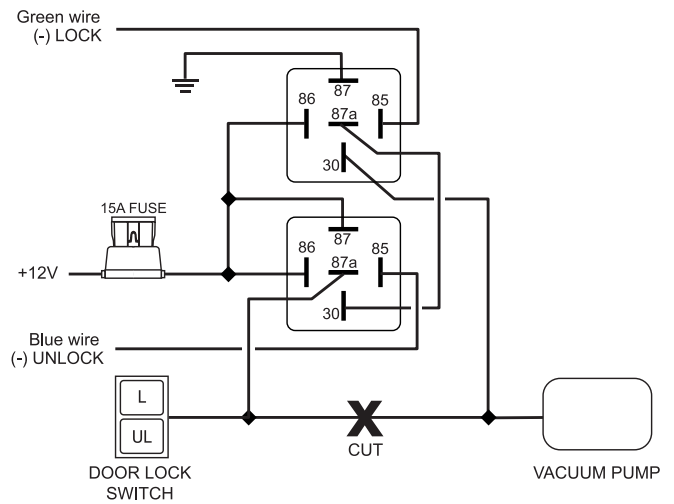 Green wire
(-) LOCK
87
86
85
87a
30
15A FUSE
87
86
85
87a
+12V
30
Blue wire
(-) UNLOCK
L
UL
CUT
DOOR LOCK
SWITCH
VACUUM PUMP